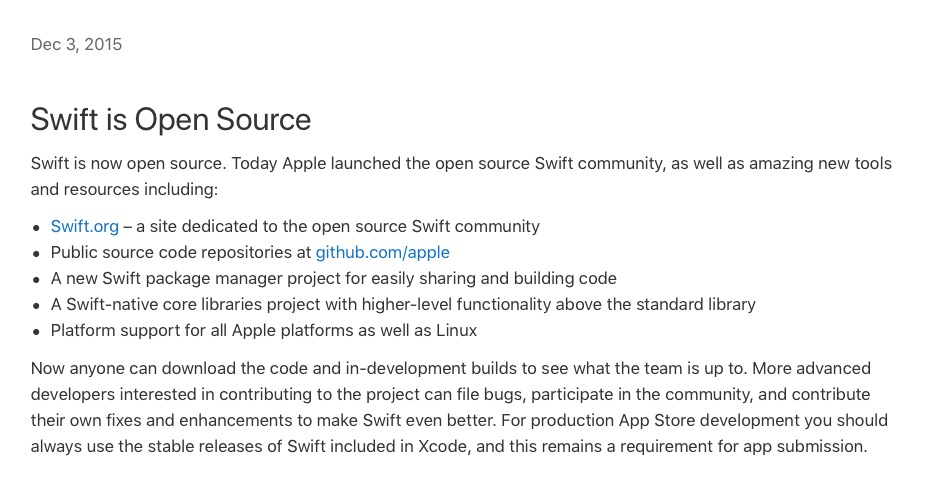 Dec 3, 2015
Swift is Open Source
Swift is now open source. Today Apple launched the open source Swift community, as well as amazing new tools
and resources including:
• Swift.org – a site dedicated to the open source Swift community
• Public source code repositories at github.com/apple
• A new Swift package manager project for easily sharing and building code
• A Swift-native core libraries project with higher-level functionality above the standard library
• Platform support for all Apple platforms as well as Linux
Now anyone can download the code and in-development builds to see what the team is up to. More advanced
developers interested in contributing to the project can file bugs, participate in the community, and contribute
their own fixes and enhancements to make Swift even better. For production App Store development you should
always use the stable releases of Swift included in Xcode, and this remains a requirement for app submission.